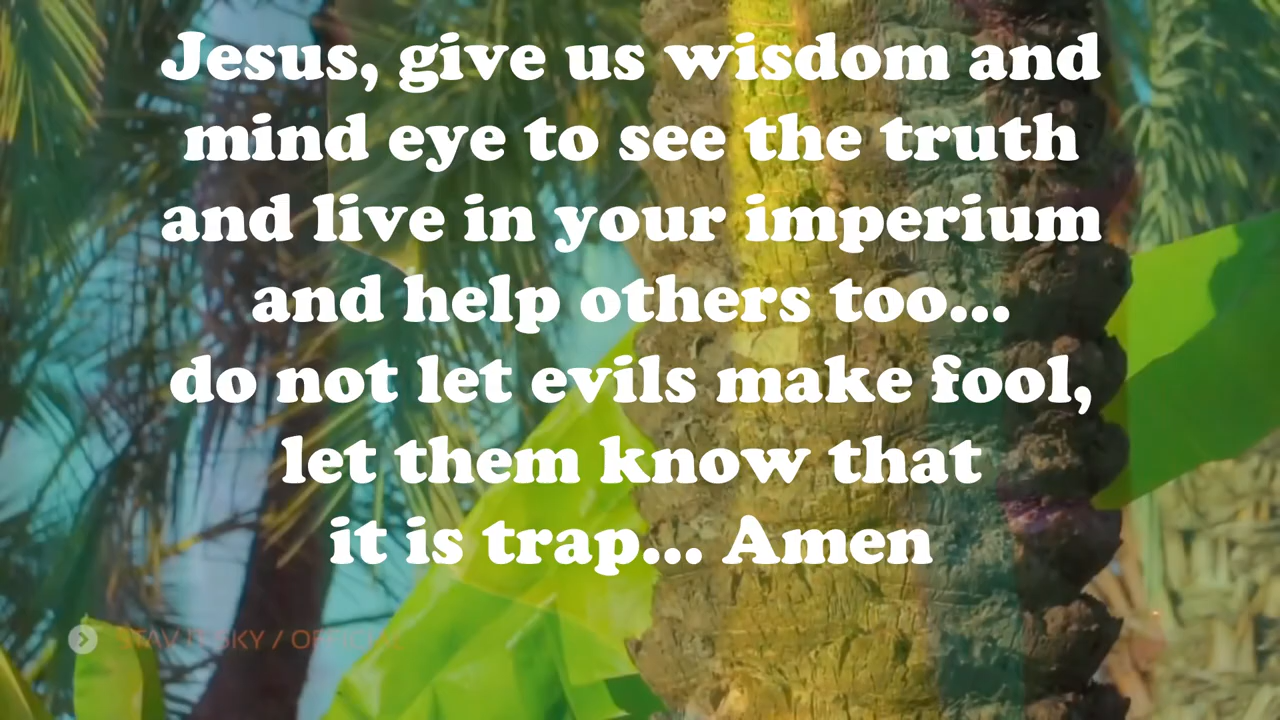 Jesus, give us wisdom and
mind eye to see the truth
and live in your imperium
and help others too...
do not let evils make fool,
let them know that
it is trap... Amen
SKY /